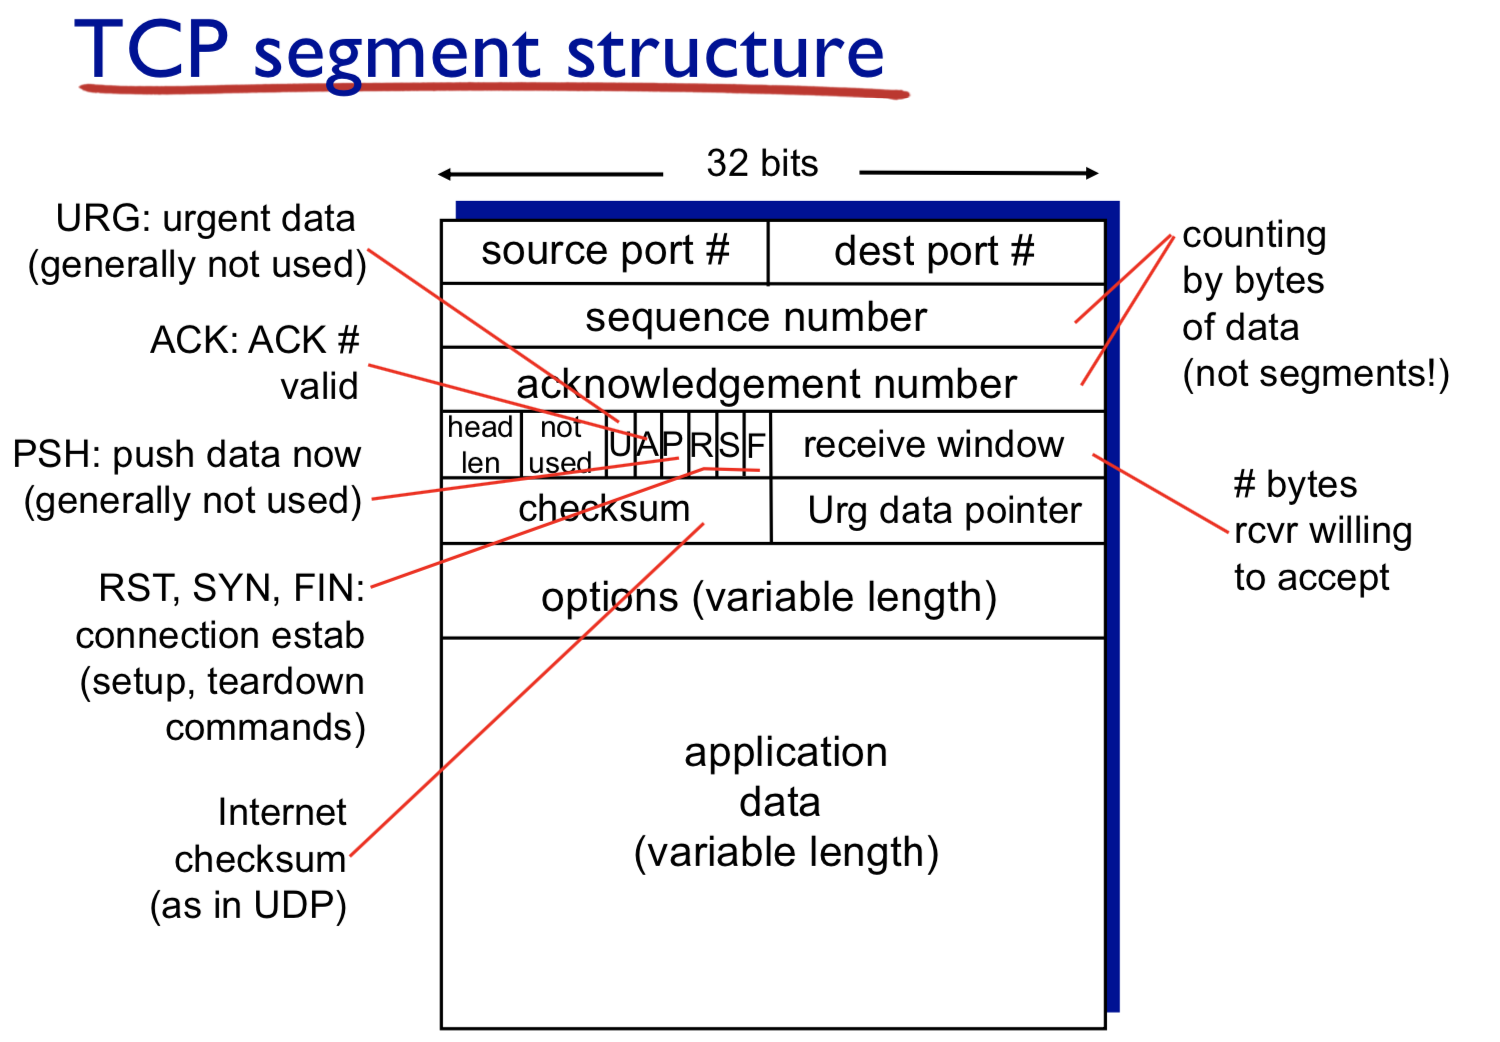 TCP segment structure
32 bits
URG: urgent data
(generally not used)
ACK: ACK #
valid
PSH: push data now
(generally not used)
RST, SYN, FIN:
connection estab
(setup, teardown
commands)
Internet
checksum
(as in UDP)
source port #
dest port #
sequence number
acknowledgement number
head
len
not
used
U
A
P
R
S
F
receive window
checksum
Urg data pointer
options (variable length)
application
data
(variable length)
counting
by bytes
of data
(not segments!)
# bytes
rcvr willing
to accept